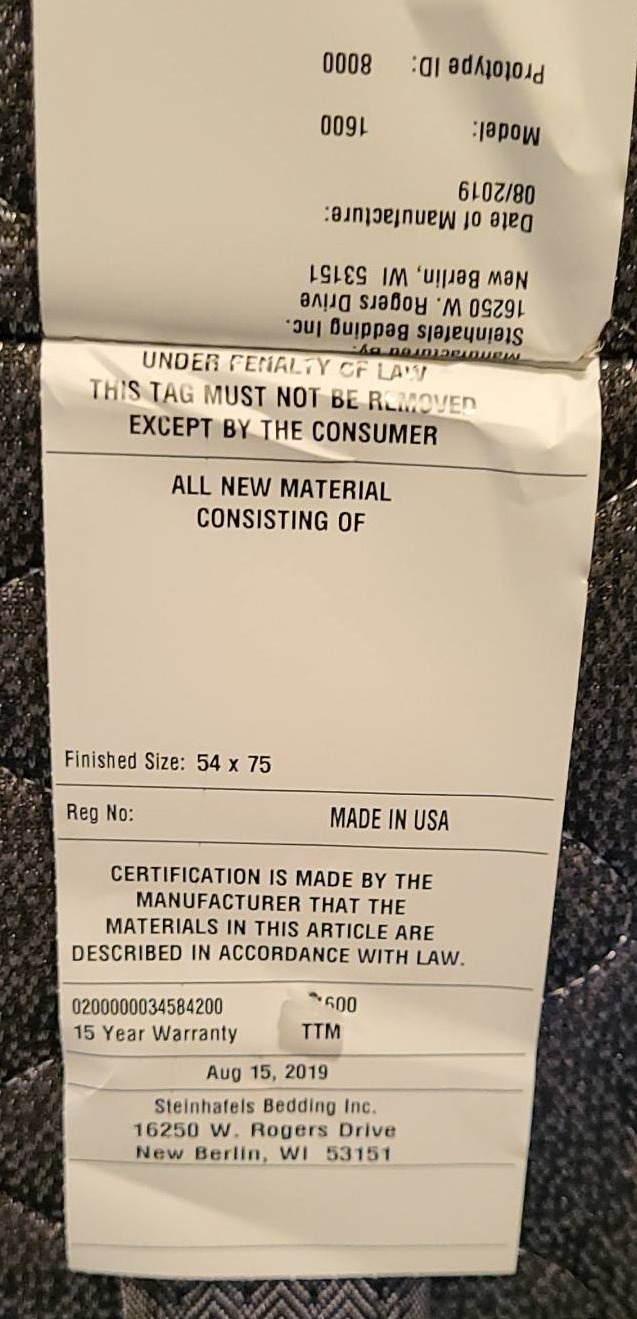 Prototype ID: 8000
Model: 1600
Date of Manufacture:
08/2019
Steinhafels Bedding Inc.
16250 W. Rogers Drive
New Berlin, WI 53151
Manufactured by:
UNDER PENALTY OF LAW
THIS TAG MUST NOT BE REMOVED
EXCEPT BY THE CONSUMER
ALL NEW MATERIAL
CONSISTING OF
Finished Size: 54 x 75
Reg No: MADE IN USA
CERTIFICATION IS MADE BY THE
MANUFACTURER THAT THE
MATERIALS IN THIS ARTICLE ARE
DESCRIBED IN ACCORDANCE WITH LAW.
0200000034584200
15 Year Warranty TTM
Aug 15, 2019
Steinhafels Bedding Inc.
16250 W. Rogers Drive
New Berlin, WI 53151